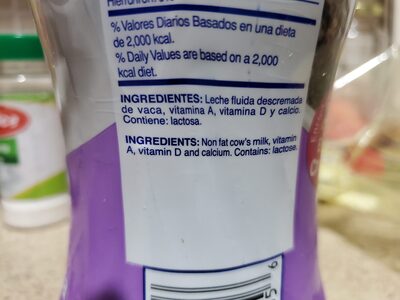 % Valores Diarios Basados en una dieta
de 2,000 kcal.
% Daily Values are based on a 2,000
kcal diet.
INGREDIENTES: Leche fluida descremada
de vaca, vitamina A, vitamina D y calcio.
Contiene: lactosa.
INGREDIENTS: Non fat cow's milk, vitamin
A, vitamin D and calcium. Contains: lactose.
5 6